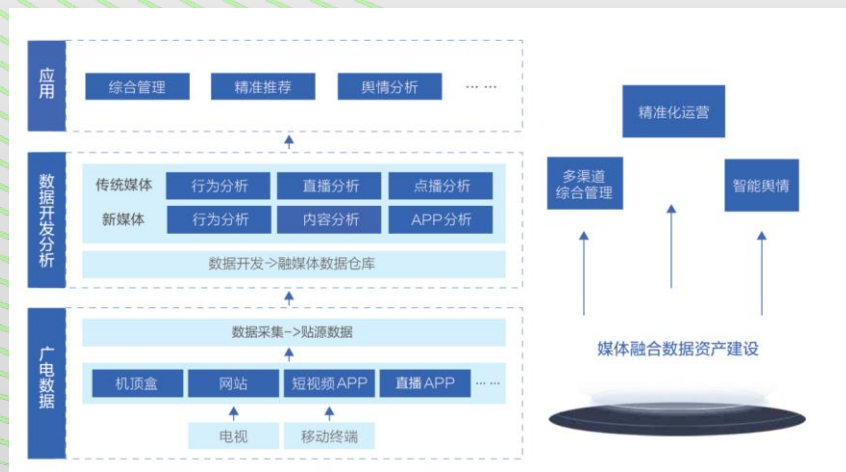 应用
综合管理
精准推荐
舆情分析
… …
数据开发分析
传统媒体
行为分析
直播分析
点播分析
新媒体
行为分析
内容分析
APP分析
数据开发->融媒体数据仓库
广电数据
数据采集->贴源数据
机顶盒
网站
短视频APP
直播APP
… …
电视
移动终端
精准化运营
多渠道
综合管理
智能舆情
媒体融合数据资产建设